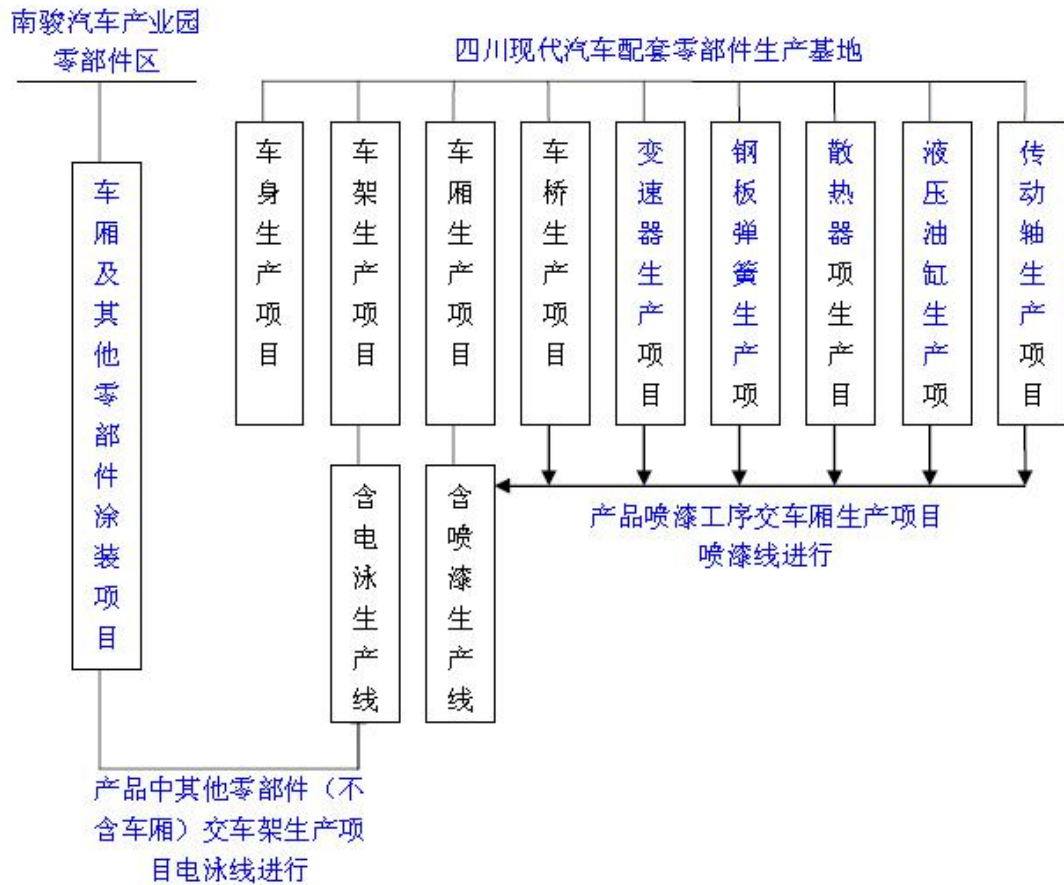 南骏汽车产业园
零部件区
四川现代汽车配套零部件生产基地
车厢及其他零部件涂装项目
车身生产项目
车架生产项目
车厢生产项目
车桥生产项目
变速器生产项目
钢板弹簧生产项
散热器项生产目
液压油缸生产项
传动轴生产项目
含电泳生产线
含喷漆生产线
产品喷漆工序交车厢生产项目
喷漆线进行
产品中其他零部件（不
含车厢）交车架生产项
目电泳线进行